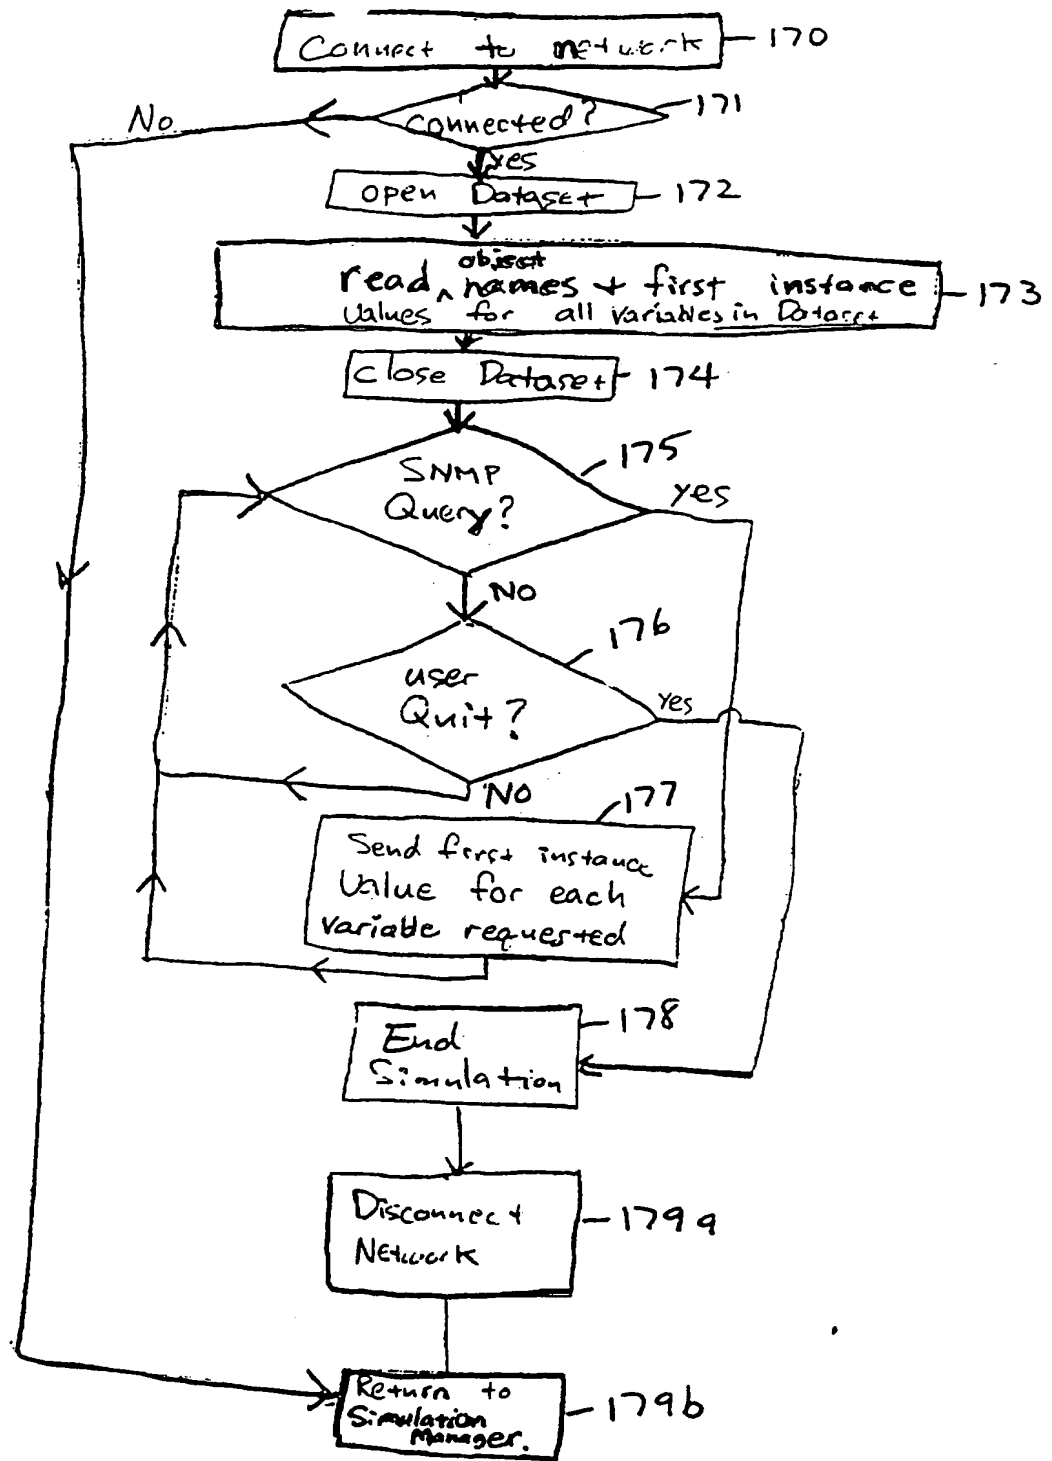 Connect to network
170
171
No
connected?
yes
open Dataset
172
object
read ^ names + first instance
values for all variables in Dataset
173
close Dataset
174
175
SNMP
Query?
yes
NO
176
user
Quit?
yes
NO
177
Send first instance
value for each
variable requested
178
End
Simulation
Disconnect
Network
179a
Return to
Simulation
Manager.
179b